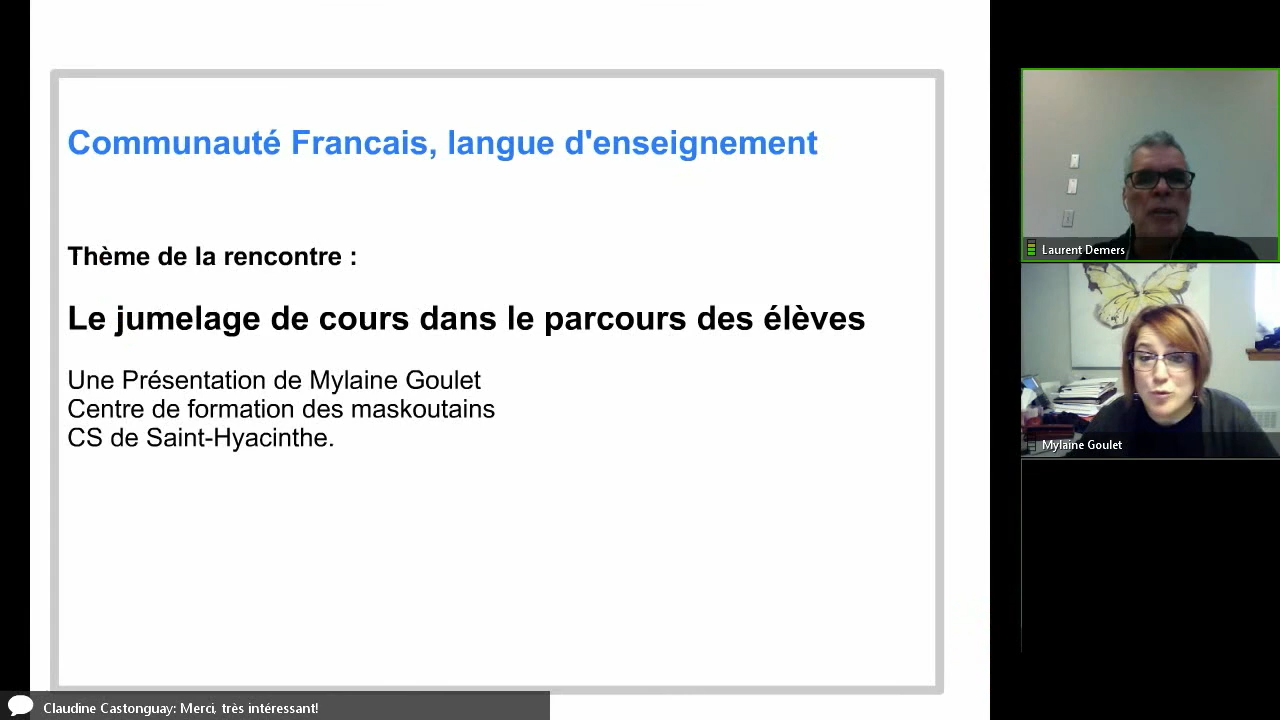 Communauté Francais, langue d'enseignement
Thème de la rencontre :
Le jumelage de cours dans le parcours des élèves
Une Présentation de Mylaine Goulet
Centre de formation des maskoutains
CS de Saint-Hyacinthe.
Laurent Demers
Mylaine Goulet
Claudine Castonguay: Merci, très intéressant!